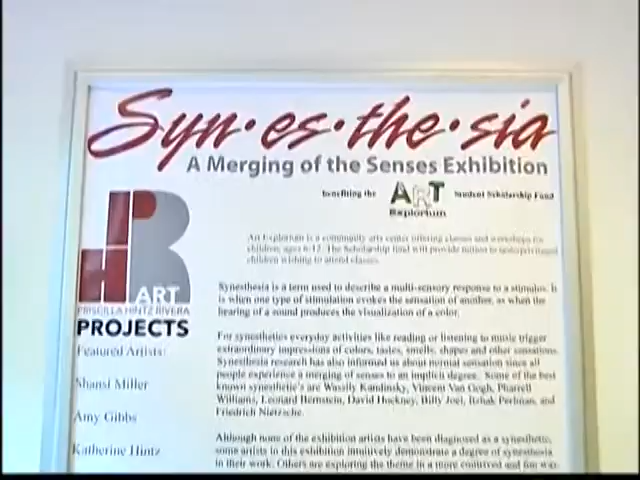 Syn·es·the·sia
A Merging of the Senses Exhibition
benefiting the ART Explorium Student Scholarship Fund
Art Explorium is a community arts center offering classes and workshops for
children, ages 6-12. The Scholarship fund will provide tuition to underprivileged
children wishing to attend classes.
HRB
ART
PRISCILLA HINTZ RIVERA
PROJECTS
Featured Artists:
Shansi Miller
Amy Gibbs
Katherine Hintz
Synesthesia is a term used to describe a multi-sensory response to a stimulus. It
is when one type of stimulation evokes the sensation of another, as when the
hearing of a sound produces the visualization of a color.
For synesthetics everyday activities like reading or listening to music trigger
extraordinary impressions of colors, tastes, smells, shapes and other sensations.
Synesthesia research has also informed us about normal sensation since all
people experience a merging of senses to an implicit degree. Some of the best
known synesthetic's are Wassily Kandinsky, Vincent Van Gogh, Pharrell
Williams, Leonard Bernstein, David Hockney, Billy Joel, Itzhak Perlman, and
Friedrich Nietzsche.
Although none of the exhibition artists have been diagnosed as a synesthetic,
some artists in this exhibition intuitively demonstrate a degree of synesthesia
in their work. Others are exploring the theme in a more contrived and fun way